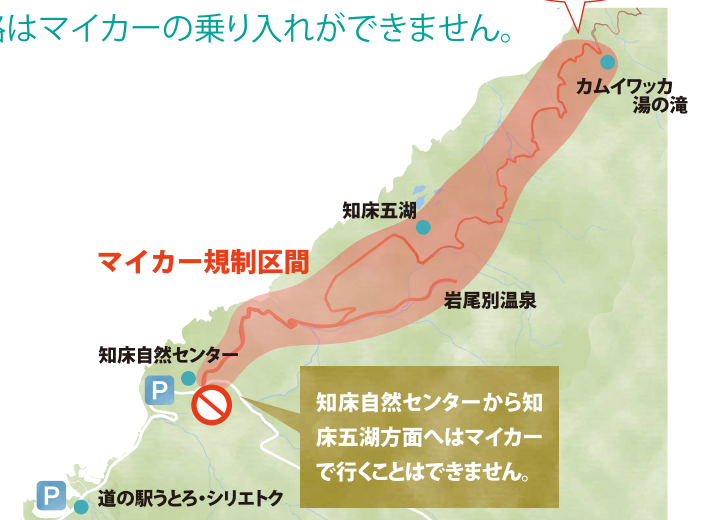 はマイカーの乗り入れができません。
カムイワッカ
湯の滝
知床五湖
マイカー規制区間
岩尾別温泉
知床自然センター
P
知床自然センターから知
床五湖方面へはマイカー
で行くことはできません。
P
道の駅うとろ・シリエトク